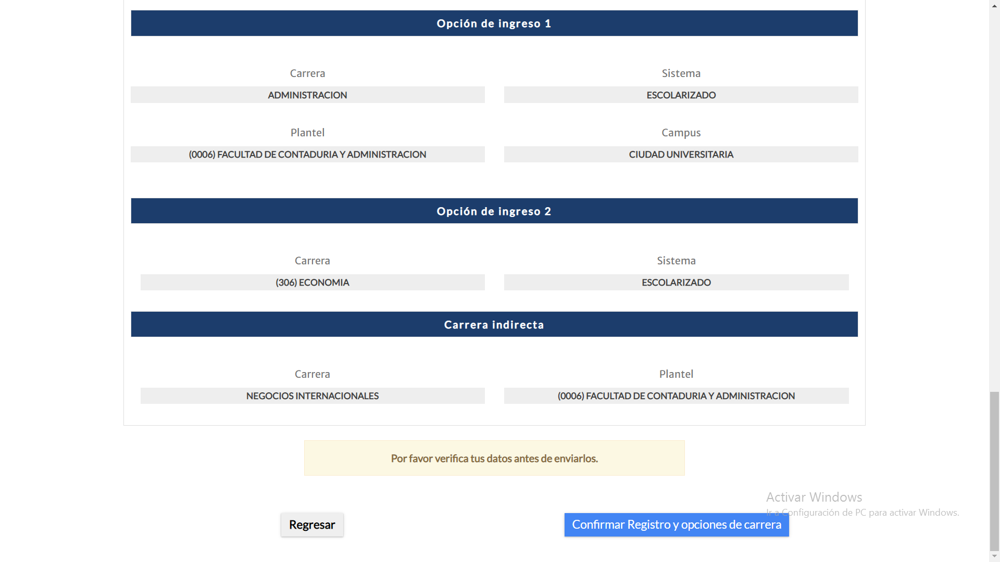 Opción de ingreso 1
Carrera Sistema
ADMINISTRACION ESCOLARIZADO
Plantel Campus
(0006) FACULTAD DE CONTADURIA Y ADMINISTRACION CIUDAD UNIVERSITARIA
Opción de ingreso 2
Carrera Sistema
(306) ECONOMIA ESCOLARIZADO
Carrera indirecta
Carrera Plantel
NEGOCIOS INTERNACIONALES (0006) FACULTAD DE CONTADURIA Y ADMINISTRACION
Por favor verifica tus datos antes de enviarlos.
Activar Windows
Ir a Configuración de PC para activar Windows.
Regresar Confirmar Registro y opciones de carrera